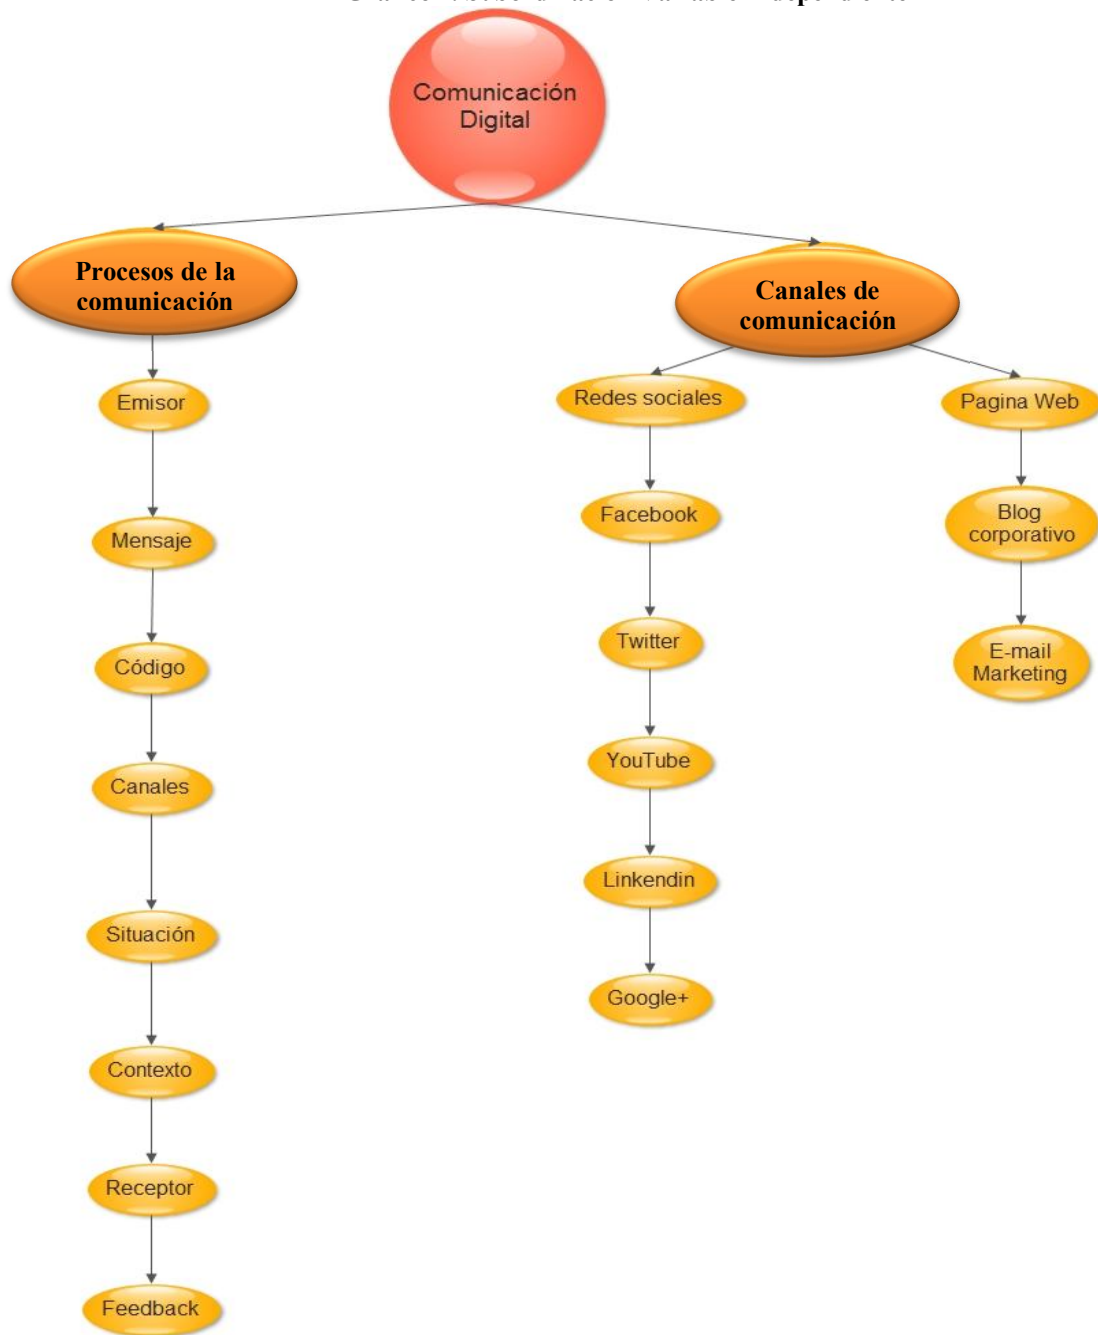 Comunicación
Digital
Procesos de la
comunicación
Canales de
comunicación
Emisor
Mensaje
Código
Canales
Situación
Contexto
Receptor
Feedback
Redes sociales
Facebook
Twitter
YouTube
Linkendin
Google+
Pagina Web
Blog
corporativo
E-mail
Marketing